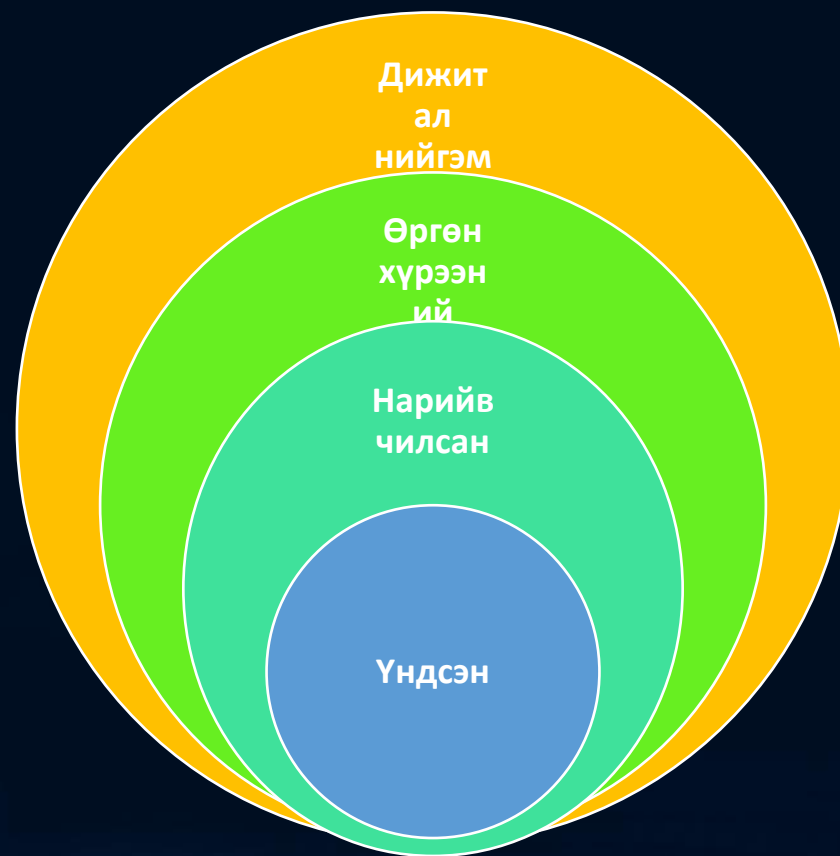 Дижит
ал
нийгэм
Өргөн
хүрээн
ий
Нарийв
чилсан
Үндсэн